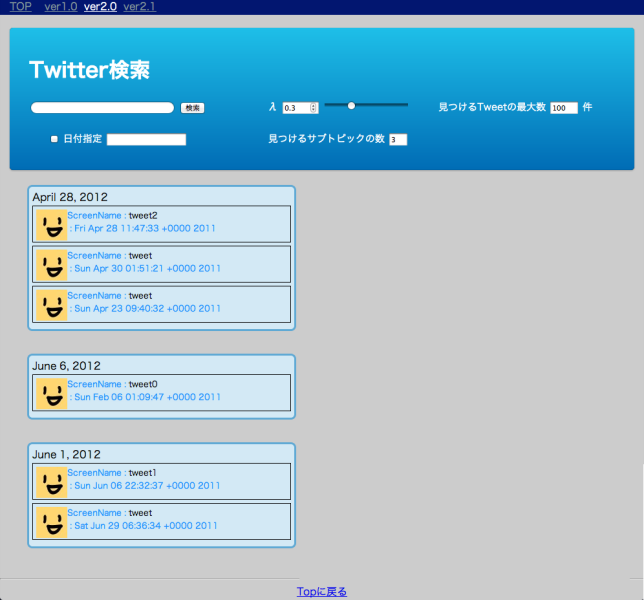 TOP ver1.0 ver2.0 ver2.1
Twitter検索
検索 λ 0.3 見つけるTweetの最大数 100 件
日付指定 見つけるサブトピックの数 3
April 28, 2012
ScreenName : tweet2
: Fri Apr 28 11:47:33 +0000 2011
ScreenName : tweet
: Sun Apr 30 01:51:21 +0000 2011
ScreenName : tweet
: Sun Apr 23 09:40:32 +0000 2011
June 6, 2012
ScreenName : tweet0
: Sun Feb 06 01:09:47 +0000 2011
June 1, 2012
ScreenName : tweet1
: Sun Jun 06 22:32:37 +0000 2011
ScreenName : tweet
: Sat Jun 29 06:36:34 +0000 2011
Topに戻る